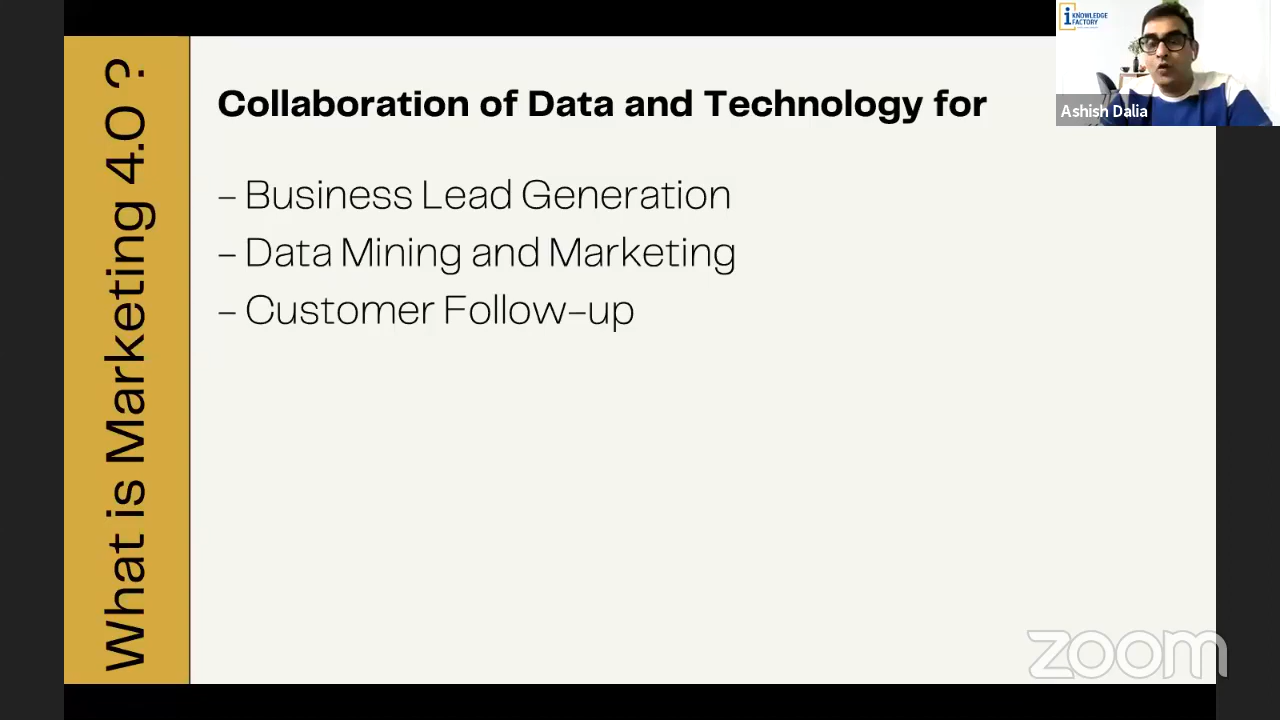 What is Marketing 4.0 ?
Collaboration of Data and Technology for
– Business Lead Generation
– Data Mining and Marketing
– Customer Follow-up
i KNOWLEDGE
FACTORY
Ashish Dalia
zoom